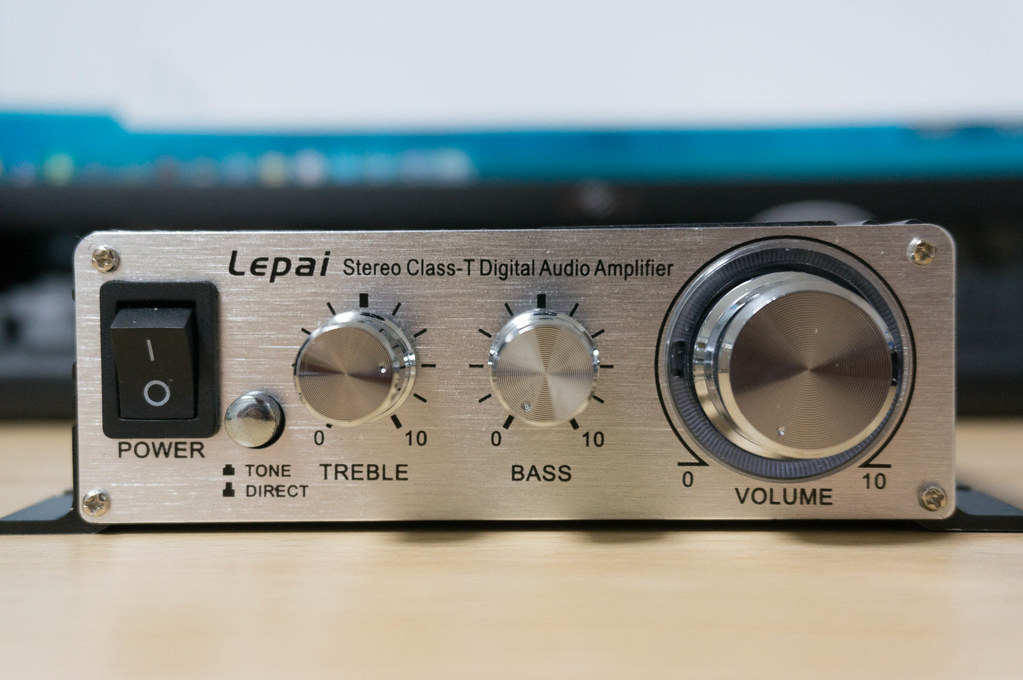 Lepai Stereo Class-T Digital Audio Amplifier
I
O
POWER
TONE
DIRECT
0 10
TREBLE
0 10
BASS
0 10
VOLUME